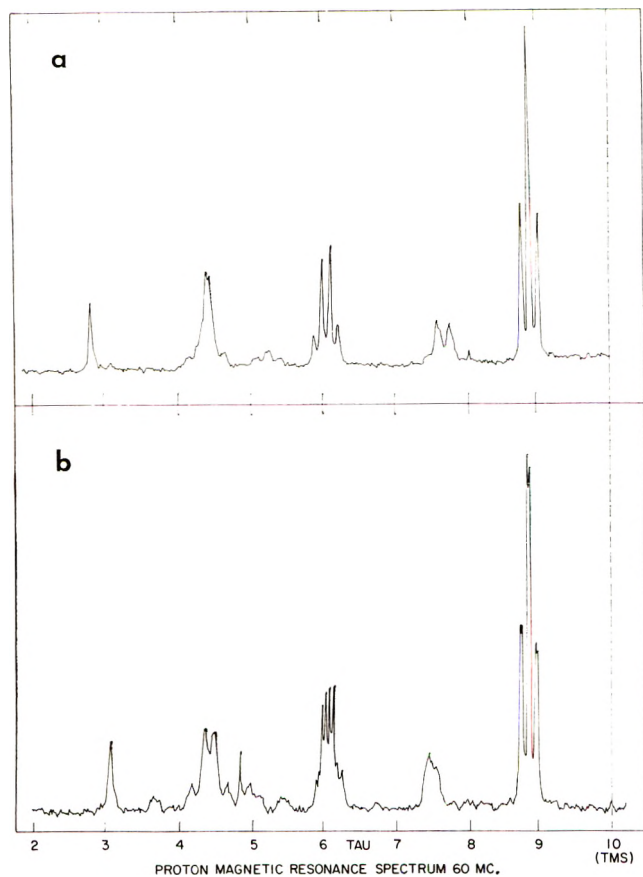 a
b
2 3 4 5 6 TAU 7 8 9 10
(TMS)
PROTON MAGNETIC RESONANCE SPECTRUM 60 MC.